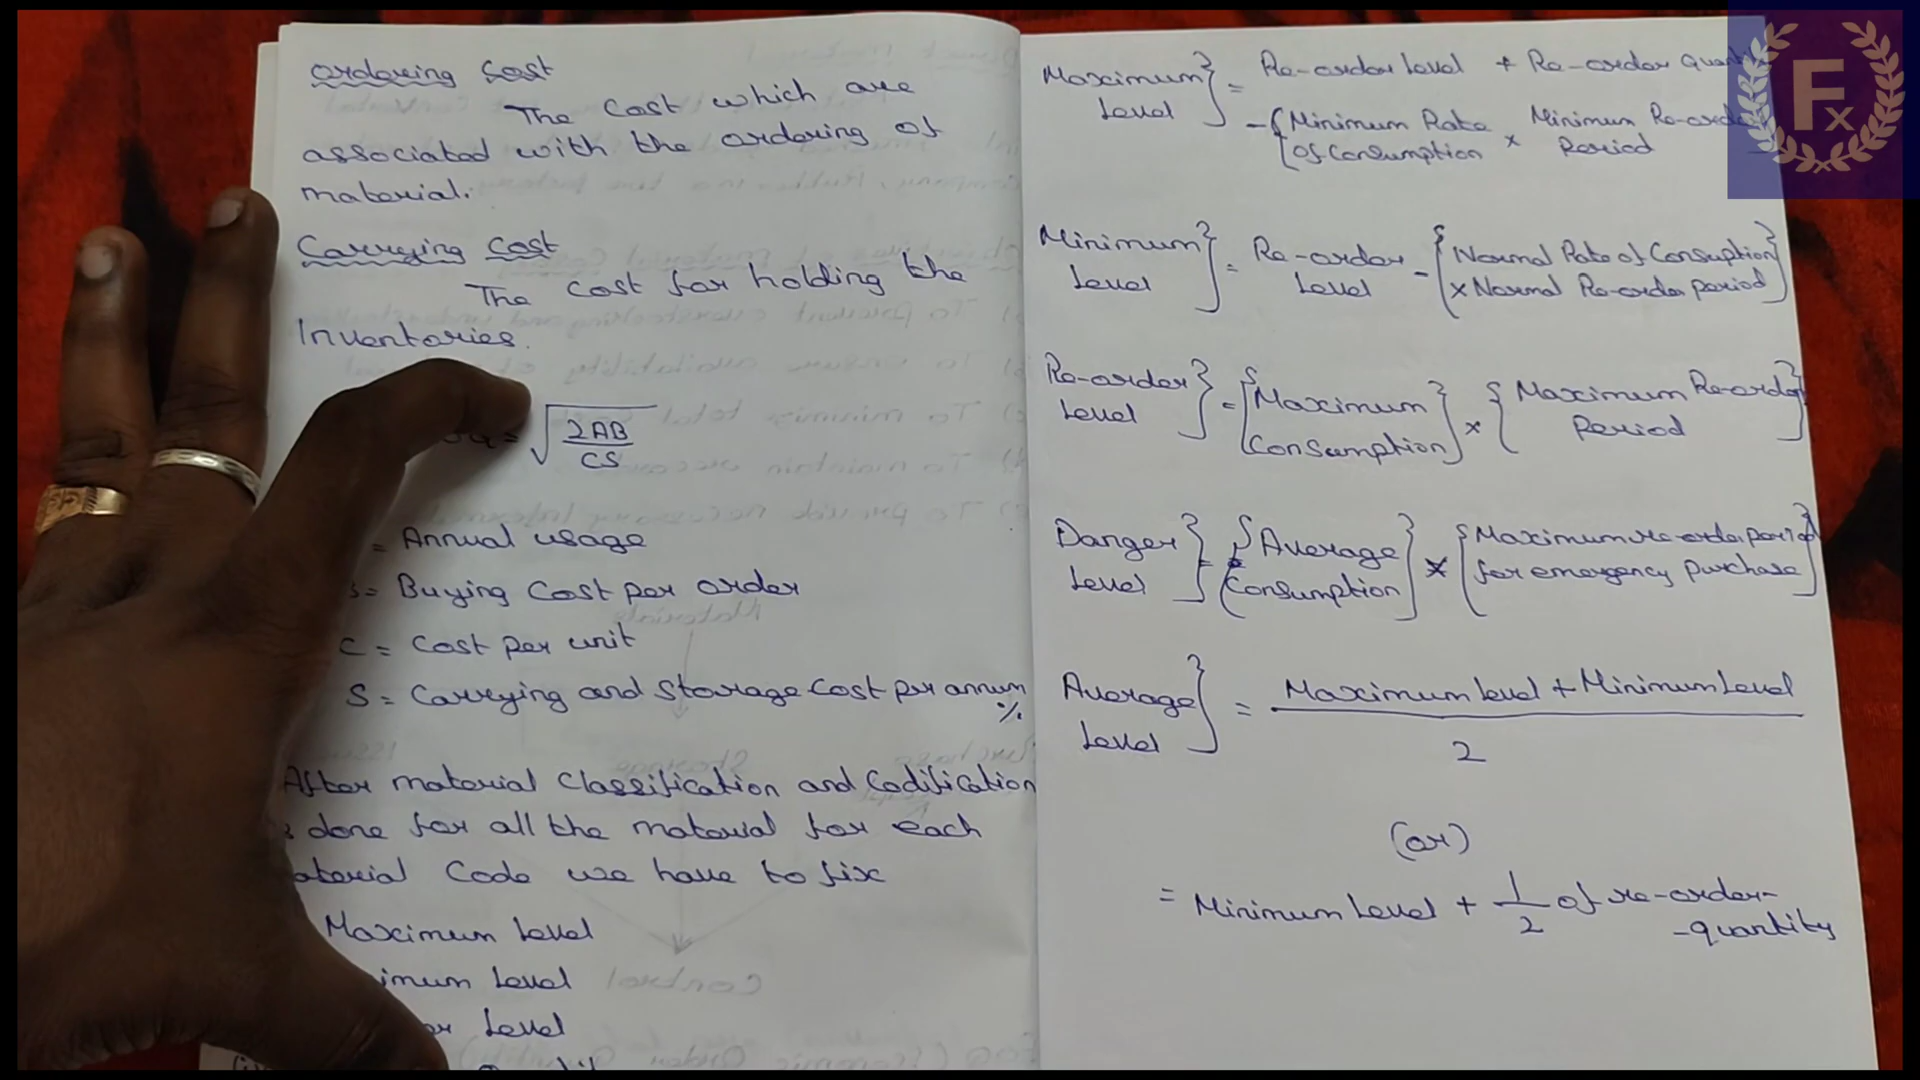 Ordering Cost
The Cost which are
associated with the ordering of
material.
Carrying Cost
The cost for holding the
Inventories.
= √2AB
CS
= Annual usage
B= Buying Cost per order
C = Cost per unit
S = Carrying and Storage Cost per annum
%
After material Classification and Codification
done for all the material for each
aterial Code we have to fix
Maximum Level
imum Level
er Level
Maximum Level } = Re-order Level + Re-order quanti
- { Minimum Rate Of Consumption × Minimum Re-orde Period
Minimum Level } = Re-order Level - { Normal Rate of Consuption × Normal Re-order period }
Re-order Level } = { Maximum Consumption } × { Maximum Re-order Period }
Danger Level } = { Average Consumption } × { Maximum re-order period for emergency purchase }
Average Level } = Maximum level + Minimum Level
2
(or)
= Minimum Level + 1/2 of re-order-
-quantity
Fx